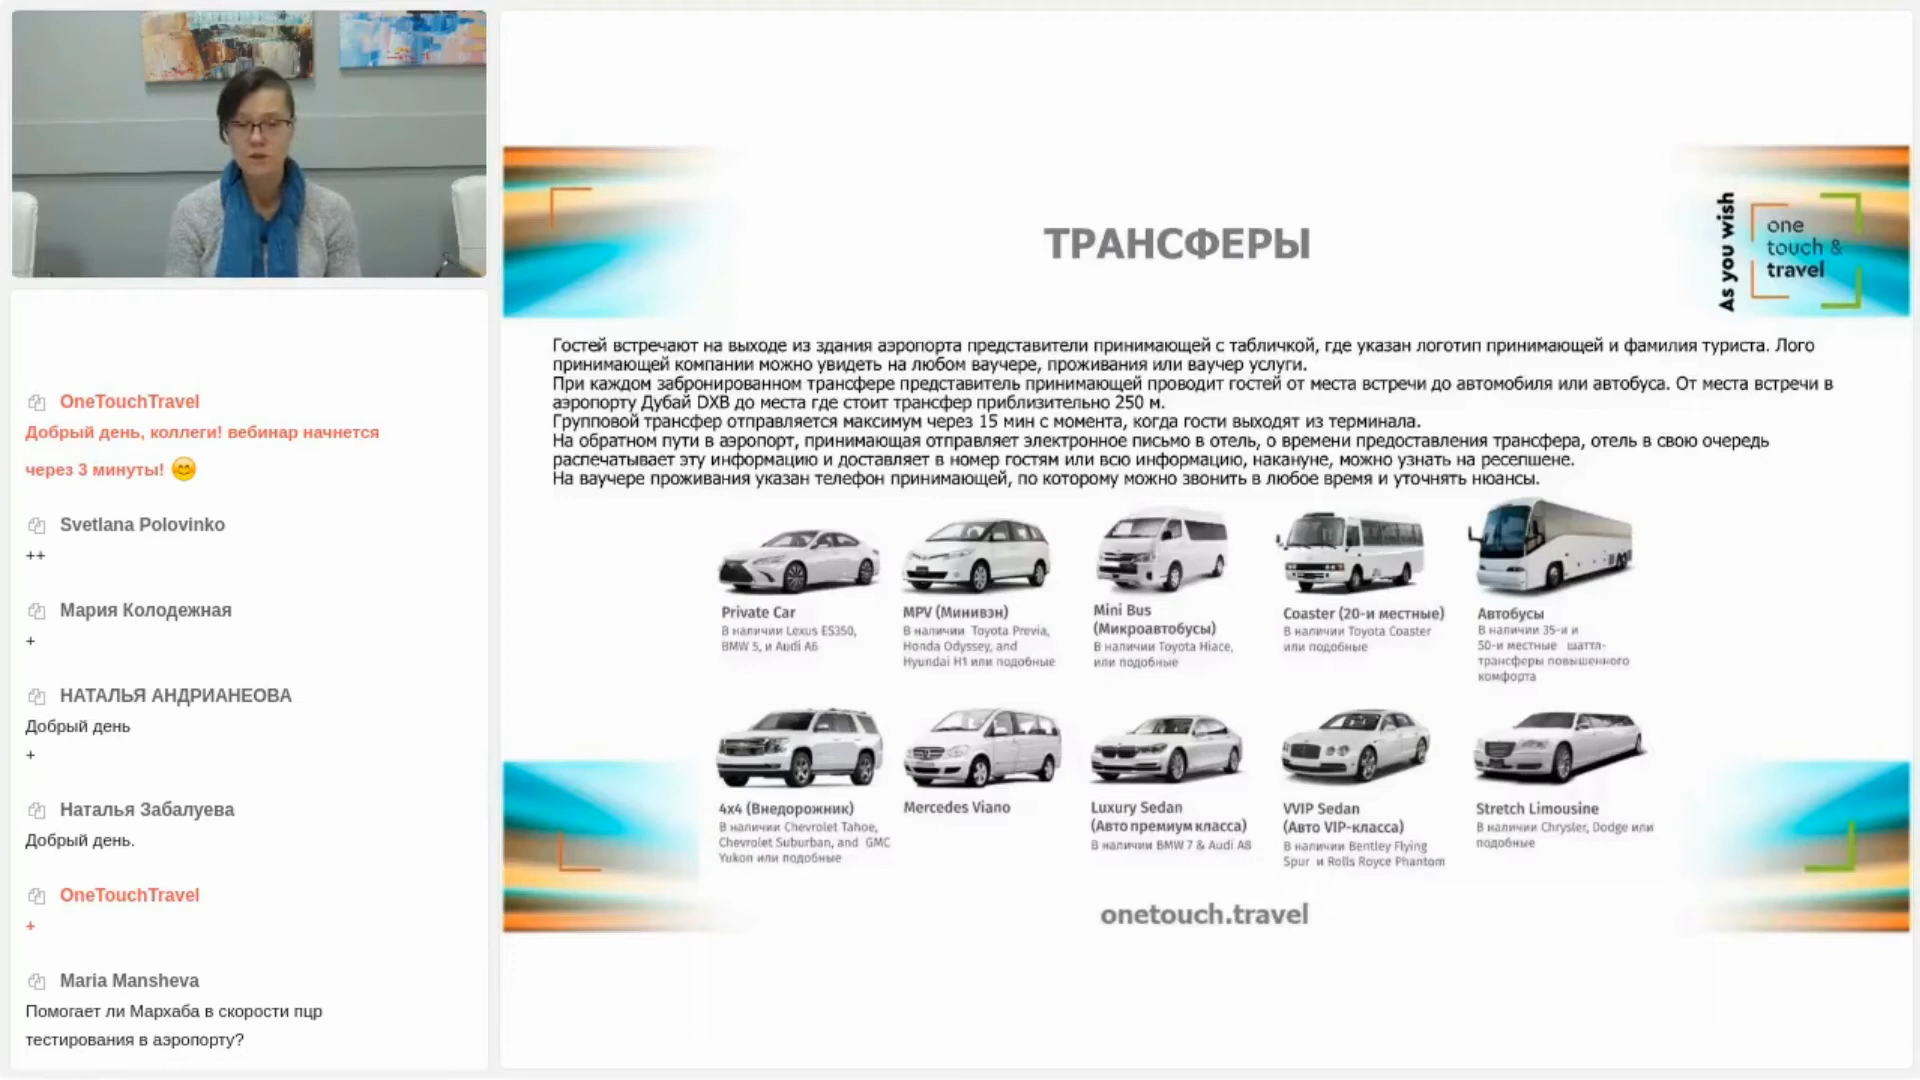 OneTouchTravel
Добрый день, коллеги! вебинар начнется
через 3 минуты! 😊
Svetlana Polovinko
++
Мария Колодежная
+
НАТАЛЬЯ АНДРИАНЕОВА
Добрый день
+
Наталья Забалуева
Добрый день.
OneTouchTravel
+
Maria Mansheva
Помогает ли Мархаба в скорости пцр
тестирования в аэропорту?
ТРАНСФЕРЫ
As you wish
one
touch &
travel
Гостей встречают на выходе из здания аэропорта представители принимающей с табличкой, где указан логотип принимающей и фамилия туриста. Лого
принимающей компании можно увидеть на любом ваучере, проживания или ваучер услуги.
При каждом забронированном трансфере представитель принимающей проводит гостей от места встречи до автомобиля или автобуса. От места встречи в
аэропорту Дубай DXB до места где стоит трансфер приблизительно 250 м.
Групповой трансфер отправляется максимум через 15 мин с момента, когда гости выходят из терминала.
На обратном пути в аэропорт, принимающая отправляет электронное письмо в отель, о времени предоставления трансфера, отель в свою очередь
распечатывает эту информацию и доставляет в номер гостям или всю информацию, накануне, можно узнать на ресепшене.
На ваучере проживания указан телефон принимающей, по которому можно звонить в любое время и уточнять нюансы.
Private Car
В наличии Lexus ES350,
BMW 5, и Audi A6
MPV (Минивэн)
В наличии Toyota Previa,
Honda Odyssey, and
Hyundai H1 или подобные
Mini Bus
(Микроавтобусы)
В наличии Toyota Hiace,
или подобные
Coaster (20-и местные)
В наличии Toyota Coaster
или подобные
Автобусы
В наличии 35-и и
50-и местные шаттл-
трансферы повышенного
комфорта
4x4 (Внедорожник)
В наличии Chevrolet Tahoe,
Chevrolet Suburban, and GMC
Yukon или подобные
Mercedes Viano
Luxury Sedan
(Авто премиум класса)
В наличии BMW 7 & Audi A8
VVIP Sedan
(Авто VIP-класса)
В наличии Bentley Flying
Spur и Rolls Royce Phantom
Stretch Limousine
В наличии Chrysler, Dodge или
подобные
onetouch.travel